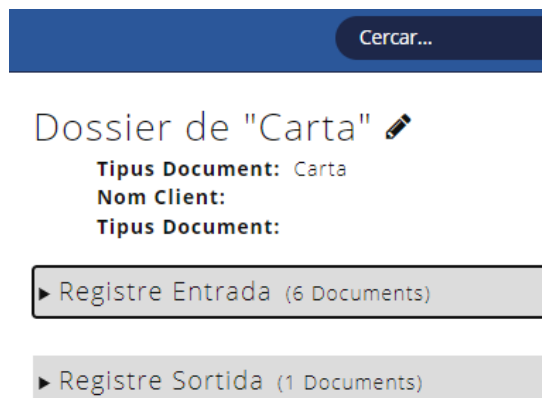 Cercar...
Dossier de "Carta"
Tipus Document: Carta
Nom Client:
Tipus Document:
Registre Entrada (6 Documents)
Registre Sortida (1 Documents)